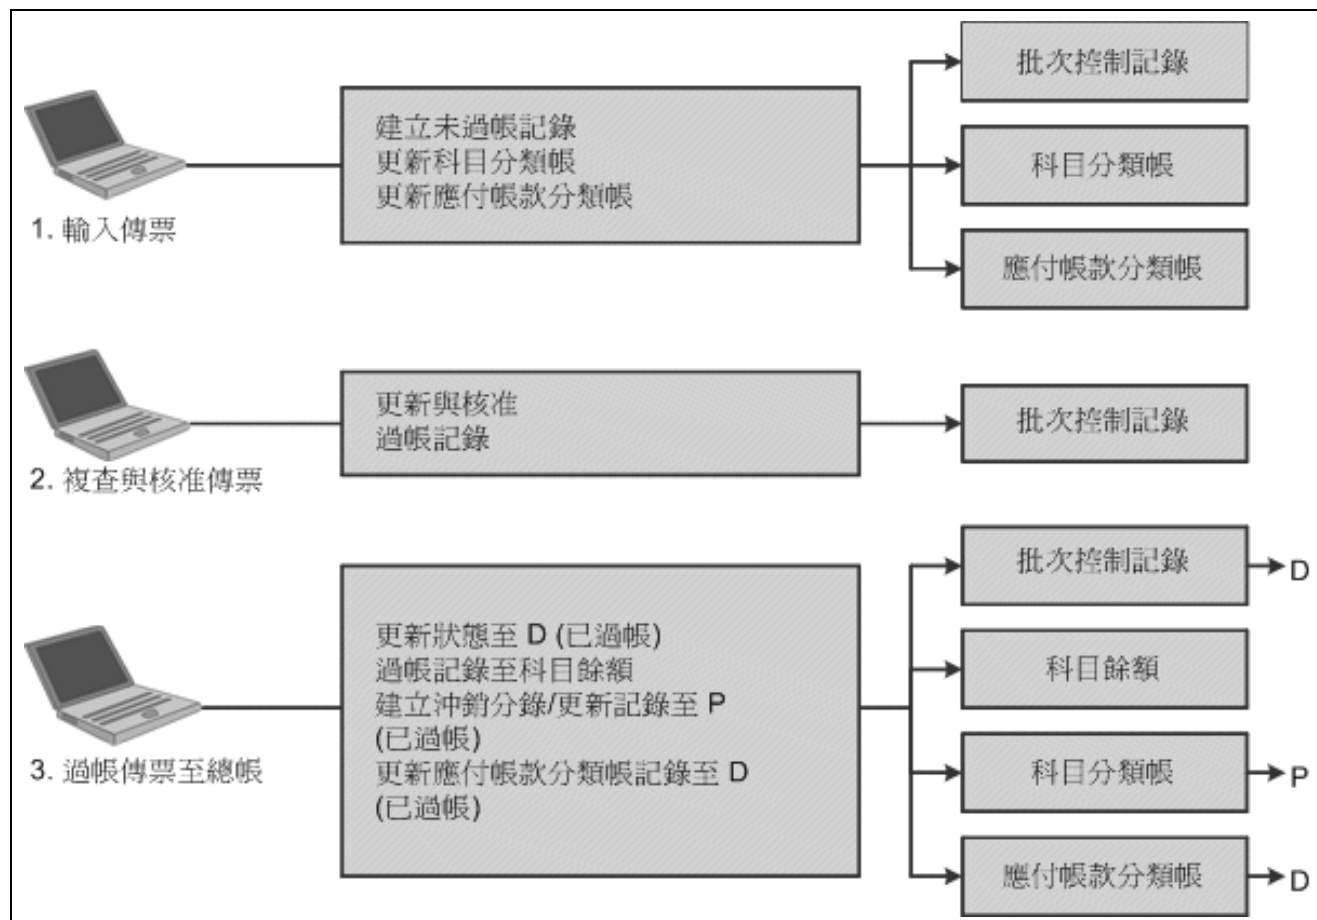 建立未過帳記錄
更新科目分類帳
更新應付帳款分類帳
1. 輸入傳票
批次控制記錄
科目分類帳
應付帳款分類帳
更新與核准
過帳記錄
2. 複查與核准傳票
批次控制記錄
更新狀態至 D (已過帳)
過帳記錄至科目餘額
建立沖銷分錄/更新記錄至 P
(已過帳)
更新應付帳款分類帳記錄至 D
(已過帳)
3. 過帳傳票至總帳
批次控制記錄
D
科目餘額
科目分類帳
P
應付帳款分類帳
D